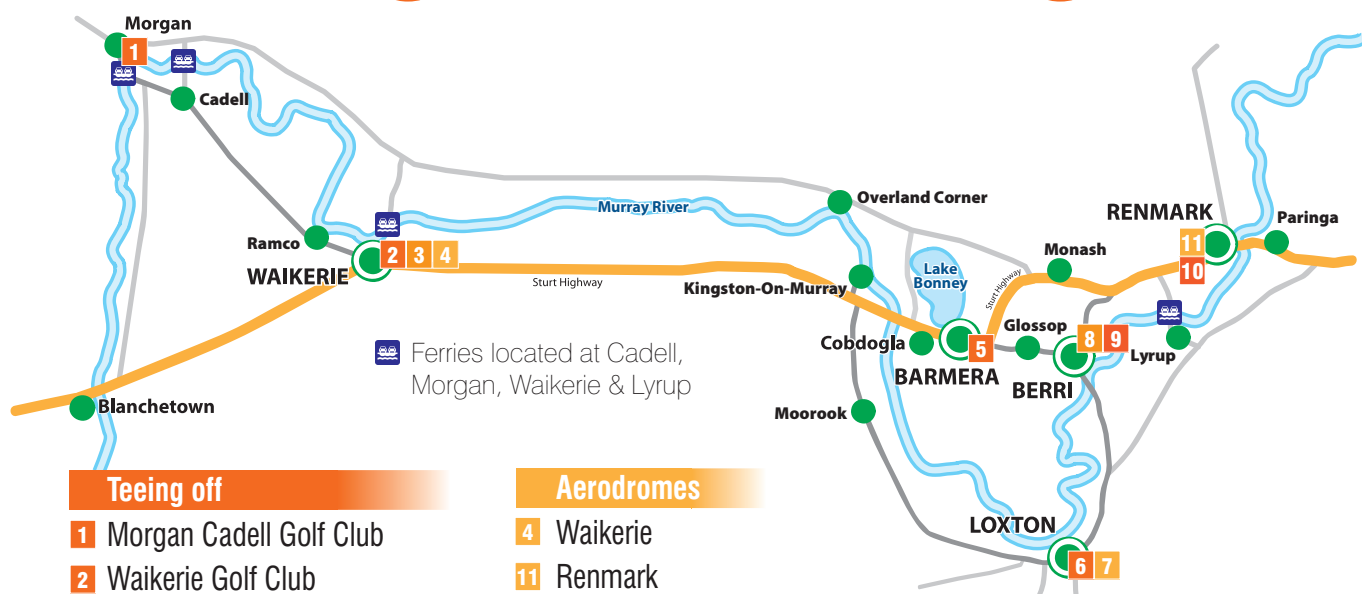 Morgan
1
Cadell
Overland Corner
Murray River
RENMARK
Paringa
11
10
Ramco
WAIKERIE
2 3 4
Sturt Highway
Kingston-On-Murray
Lake
Bonney
Sturt Highway
Monash
Glossop
8 9
Lyrup
Cobdogla
5
BARMERA
BERRI
Ferries located at Cadell,
Morgan, Waikerie & Lyrup
Blanchetown
Moorook
LOXTON
6 7
Teeing off
1 Morgan Cadell Golf Club
2 Waikerie Golf Club
Aerodromes
4 Waikerie
11 Renmark